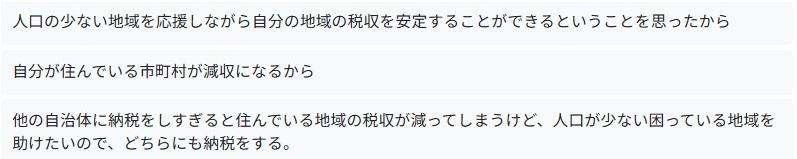 人口の少ない地域を応援しながら自分の地域の税収を安定することができるということを思ったから
自分が住んでいる市町村が減収になるから
他の自治体に納税をしすぎると住んでいる地域の税収が減ってしまうけど、人口が少ない困っている地域を
助けたいので、どちらにも納税をする。